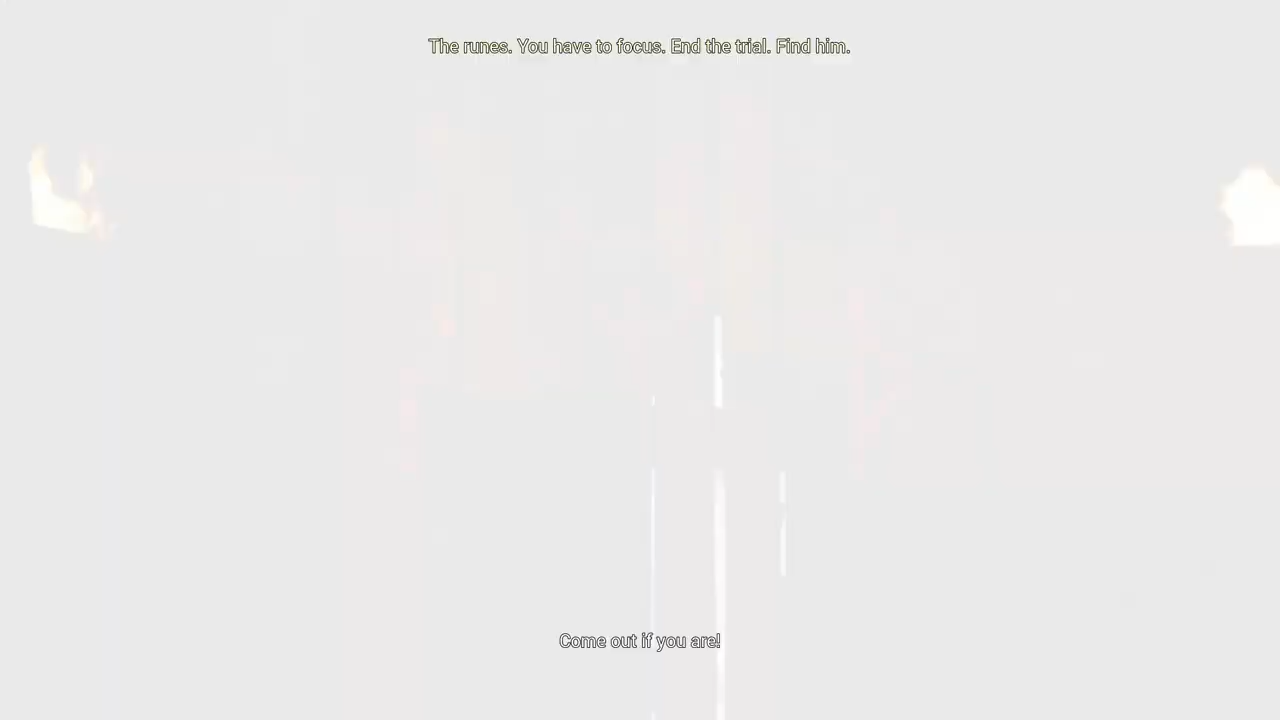 The runes. You have to focus. End the trial. Find him.
Come out if you are!